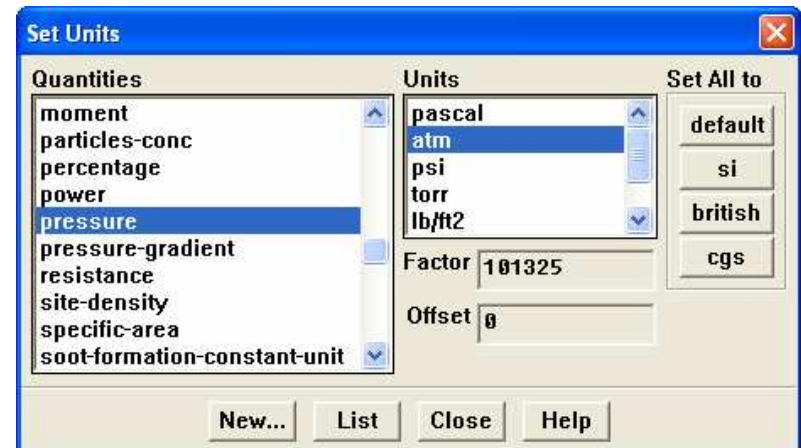 Set Units
Quantities
moment
particles-conc
percentage
power
pressure
pressure-gradient
resistance
site-density
specific-area
soot-formation-constant-unit
Units
pascal
atm
psi
torr
lb/ft2
Factor 101325
Offset 0
Set All to
default
si
british
cgs
New... List Close Help